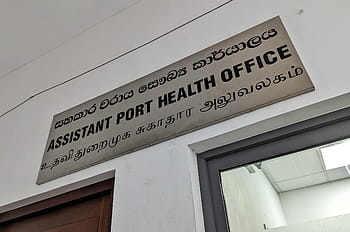 සහකාර වරාය සෞඛ්‍ය කාර්යාලය
ASSISTANT PORT HEALTH OFFICE
உதவிதுறைமுக சுகாதார அலுவலகம்